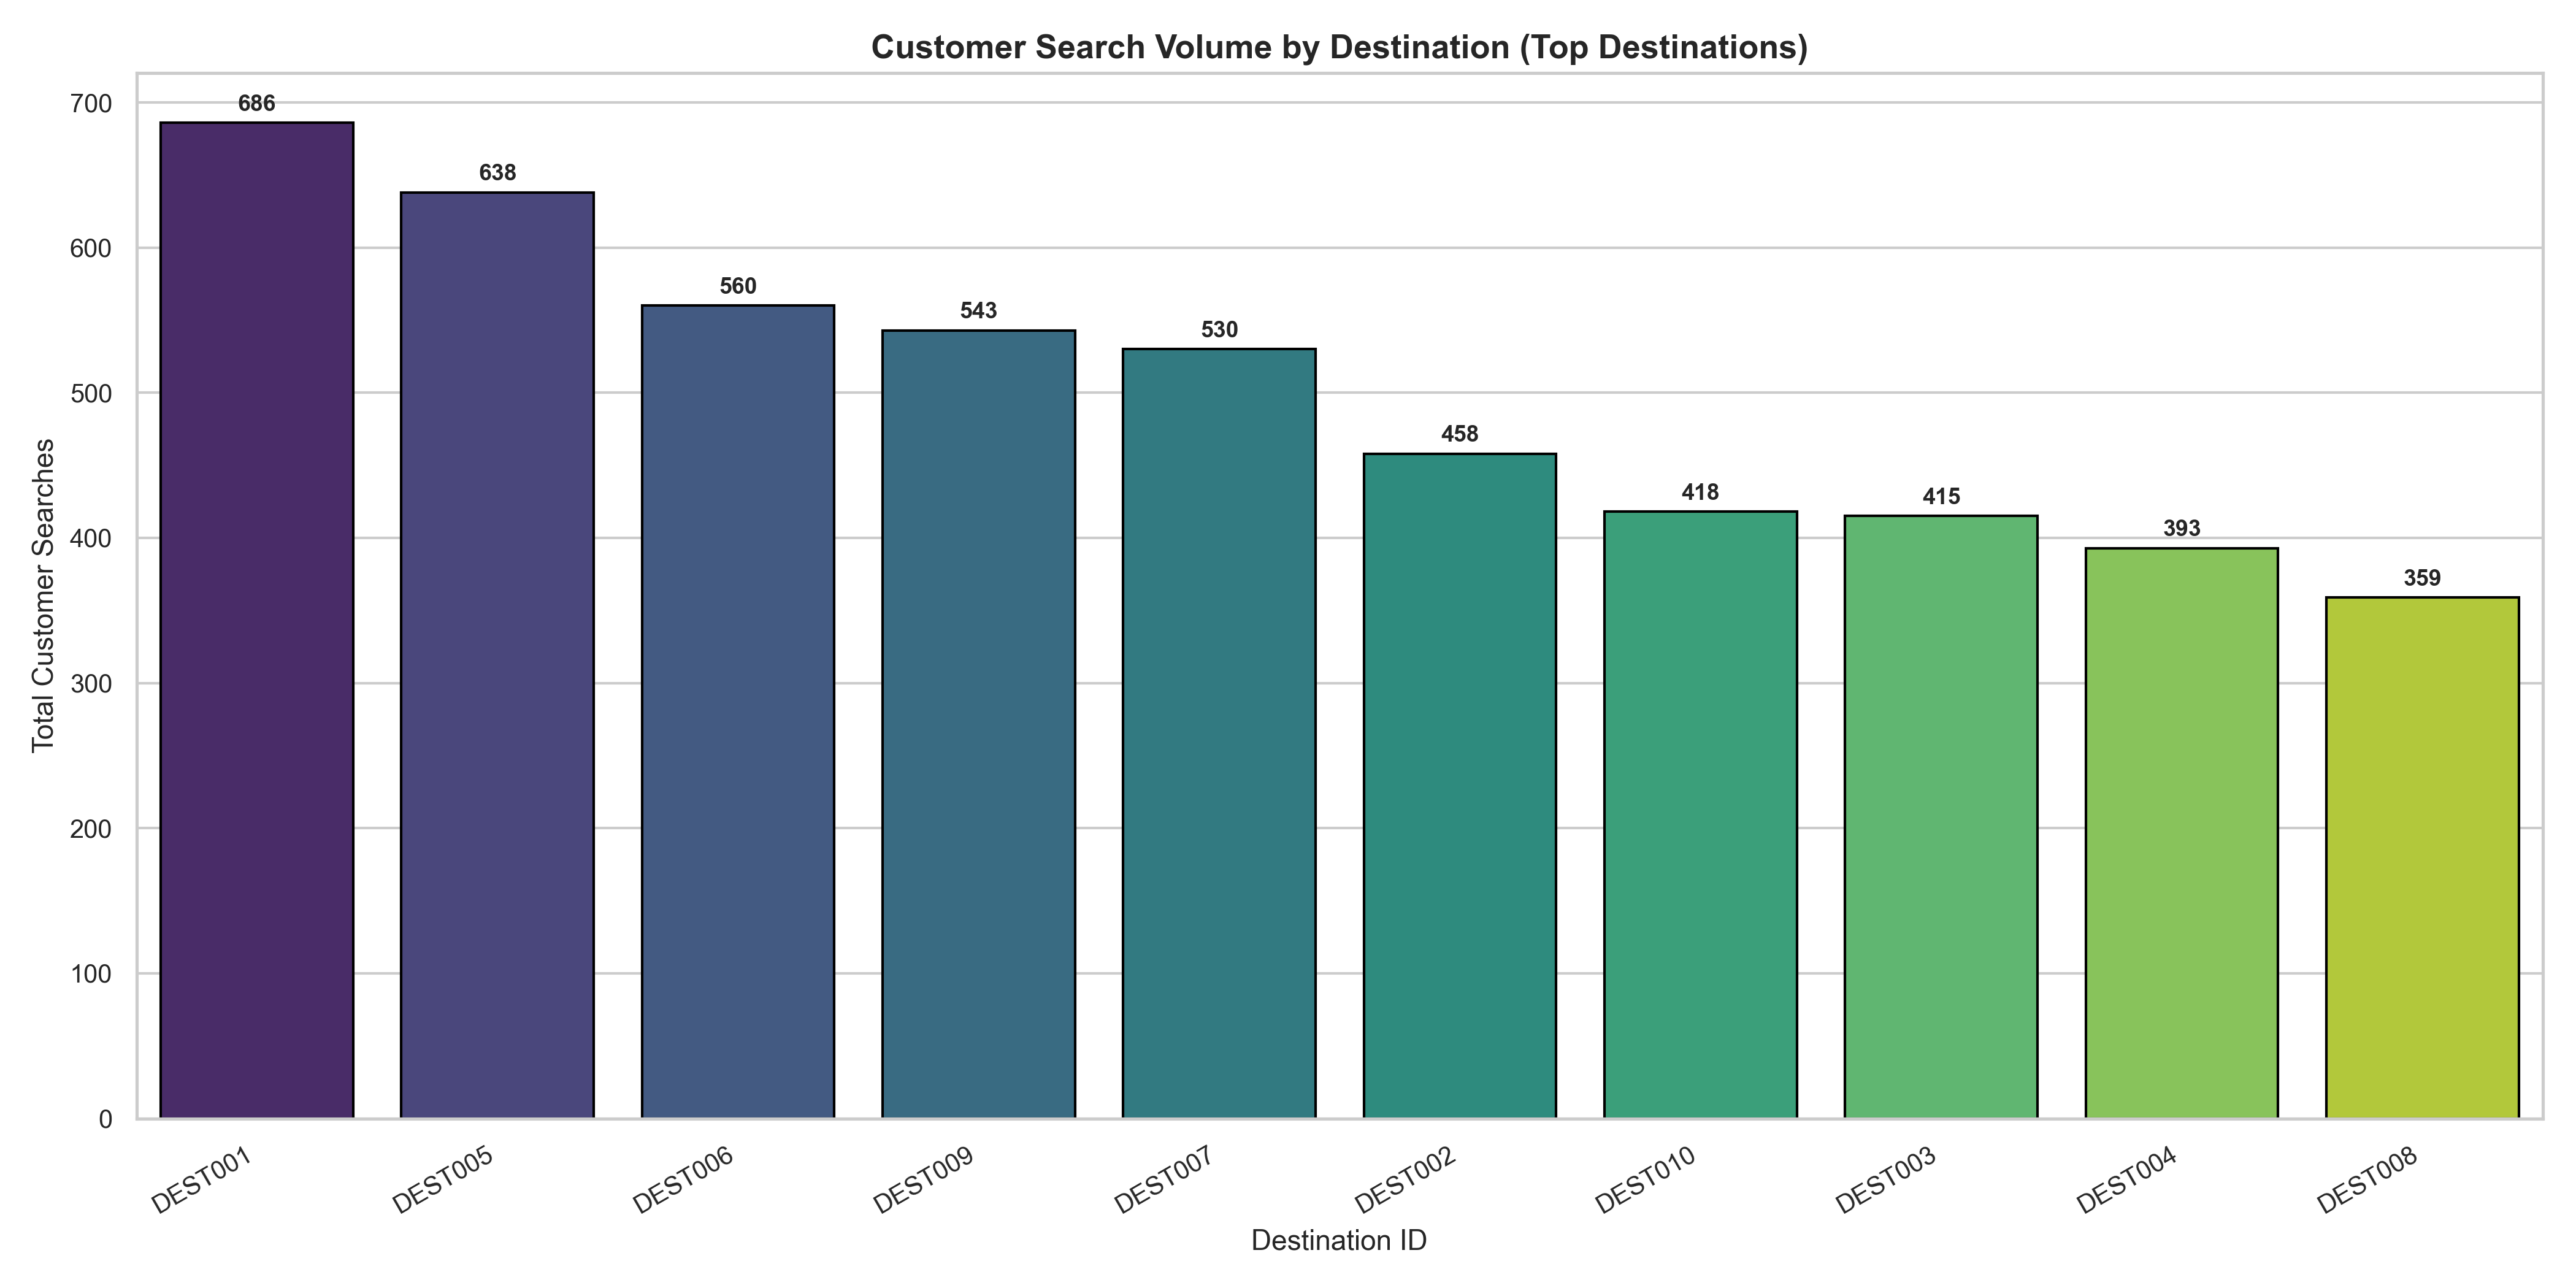 Customer Search Volume by Destination (Top Destinations)
Total Customer Searches
700
600
500
400
300
200
100
0
686
638
560
543
530
458
418
415
393
359
DEST001
DEST005
DEST006
DEST009
DEST007
DEST002
DEST010
DEST003
DEST004
DEST008
Destination ID